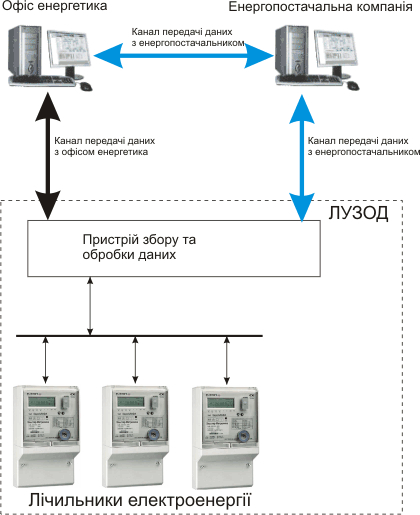 Офіс енергетика
Енергопостачальна компанія
Канал передачі даних
з енергопостачальником
Канал передачі даних
з офісом енергетика
Канал передачі даних
з енергопостачальником
ЛУЗОД
Пристрій збору та
обробки даних
Лічильники електроенергії